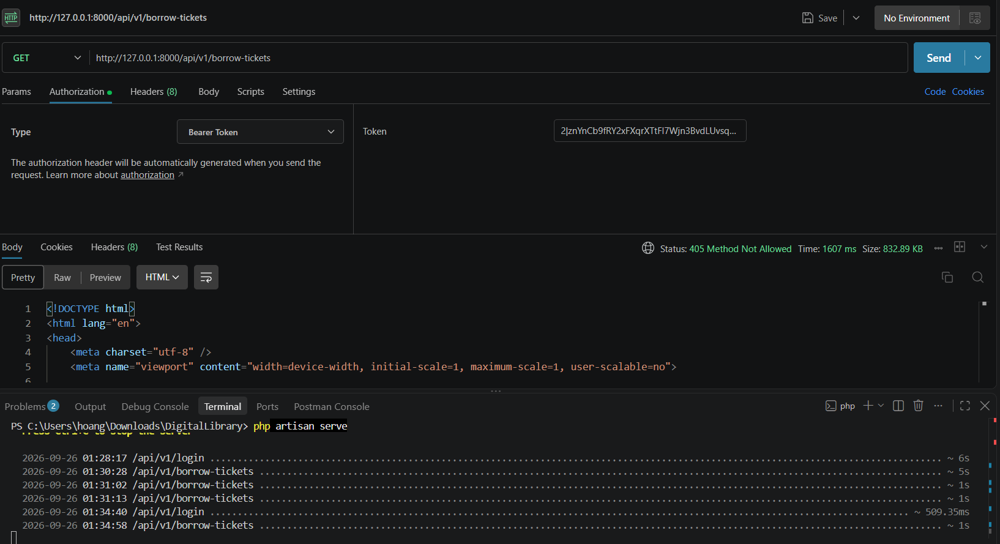 HTTP http://127.0.0.1:8000/api/v1/borrow-tickets Save No Environment
GET http://127.0.0.1:8000/api/v1/borrow-tickets Send
Params Authorization Headers (8) Body Scripts Settings Code Cookies
Type Bearer Token Token 2|znYnCb9fRY2xFXqrXTtFI7Wjn3BvdLUvsq...
The authorization header will be automatically generated when you send the
request. Learn more about authorization ↗
Body Cookies Headers (8) Test Results Status: 405 Method Not Allowed Time: 1607 ms Size: 832.89 KB
Pretty Raw Preview HTML
1 <!DOCTYPE html>
2 <html lang="en">
3 <head>
4 <meta charset="utf-8" />
5 <meta name="viewport" content="width=device-width, initial-scale=1, maximum-scale=1, user-scalable=no">
6
Problems 2 Output Debug Console Terminal Ports Postman Console php
PS C:\Users\hoang\Downloads\DigitalLibrary> php artisan serve
Press Ctrl+C to stop the server
2026-09-26 01:28:17 /api/v1/login ~ 6s
2026-09-26 01:30:28 /api/v1/borrow-tickets ~ 5s
2026-09-26 01:31:02 /api/v1/borrow-tickets ~ 1s
2026-09-26 01:31:13 /api/v1/borrow-tickets ~ 1s
2026-09-26 01:34:40 /api/v1/login ~ 509.35ms
2026-09-26 01:34:58 /api/v1/borrow-tickets ~ 1s